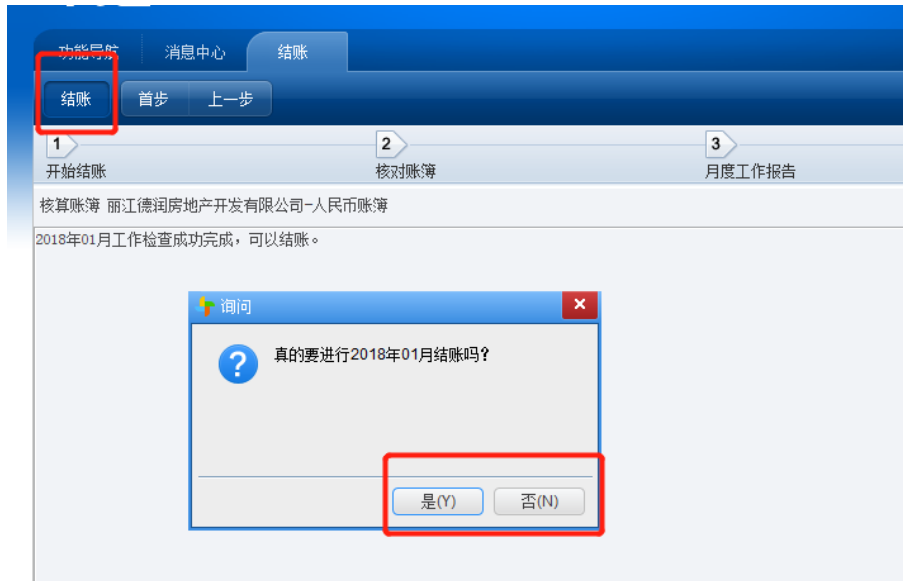 功能导航 消息中心 结账
结账 首步 上一步
1 2 3
开始结账 核对账簿 月度工作报告
核算账簿 丽江德润房地产开发有限公司-人民币账簿
2018年01月工作检查成功完成，可以结账。
询问
真的要进行2018年01月结账吗?
是(Y) 否(N)